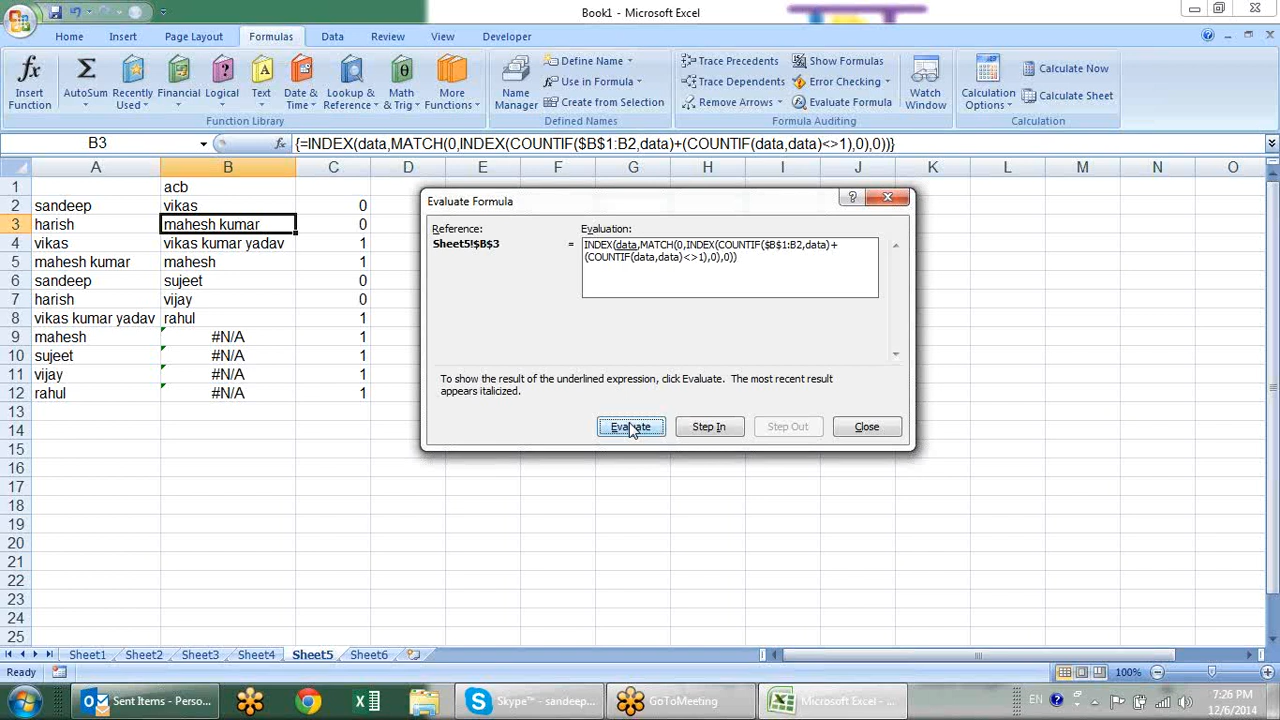 Book1 - Microsoft Excel
Home Insert Page Layout Formulas Data Review View Developer
Insert Function
AutoSum
Recently Used
Financial
Logical
Text
Date & Time
Lookup & Reference
Math & Trig
More Functions
Function Library
Name Manager
Define Name
Use in Formula
Create from Selection
Defined Names
Trace Precedents
Trace Dependents
Remove Arrows
Show Formulas
Error Checking
Evaluate Formula
Formula Auditing
Watch Window
Calculation Options
Calculate Now
Calculate Sheet
Calculation
B3 fx {=INDEX(data,MATCH(0,INDEX(COUNTIF($B$1:B2,data)+(COUNTIF(data,data)<>1),0),0))}
A B C D E F G H I J K L M N O
1 acb
2 sandeep vikas 0
3 harish mahesh kumar 0
4 vikas vikas kumar yadav 1
5 mahesh kumar mahesh 1
6 sandeep sujeet 0
7 harish vijay 0
8 vikas kumar yadav rahul 1
9 mahesh #N/A 1
10 sujeet #N/A 1
11 vijay #N/A 1
12 rahul #N/A 1
13
14
15
16
17
18
19
20
21
22
23
24
25
Evaluate Formula
Reference:
Sheet5!$B$3
Evaluation:
= INDEX(data,MATCH(0,INDEX(COUNTIF($B$1:B2,data)+
(COUNTIF(data,data)<>1),0),0))
To show the result of the underlined expression, click Evaluate. The most recent result
appears italicized.
Evaluate Step In Step Out Close
Sheet1 Sheet2 Sheet3 Sheet4 Sheet5 Sheet6
Ready 100%
Sent Items - Perso... Skype™ - sandeep... GoToMeeting Microsoft Excel - ... EN 7:26 PM
12/6/2014